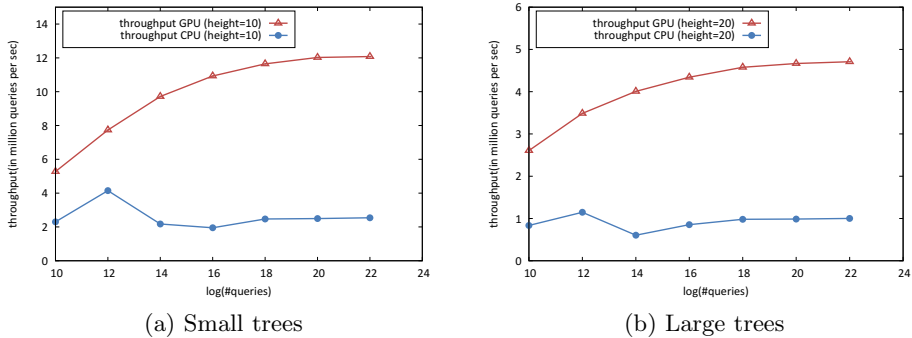 throughput GPU (height=10)
throughput CPU (height=10)
throughput(in million queries per sec)
14
12
10
8
6
4
2
0
10 12 14 16 18 20 22 24
log(#queries)
(a) Small trees
throughput GPU (height=20)
throughput CPU (height=20)
throughput(in million queries per sec)
6
5
4
3
2
1
0
10 12 14 16 18 20 22 24
log(#queries)
(b) Large trees